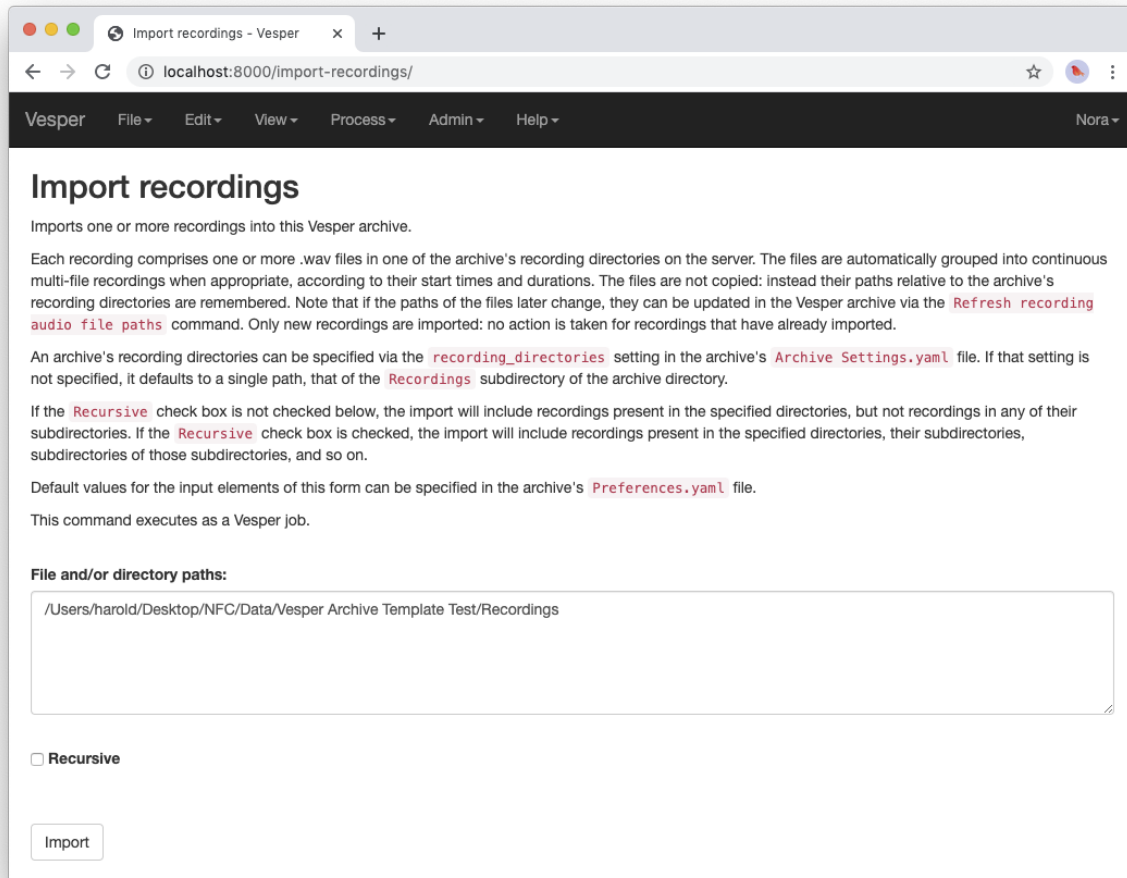 Import recordings - Vesper
localhost:8000/import-recordings/
Vesper File Edit View Process Admin Help Nora
Import recordings
Imports one or more recordings into this Vesper archive.
Each recording comprises one or more .wav files in one of the archive's recording directories on the server. The files are automatically grouped into continuous
multi-file recordings when appropriate, according to their start times and durations. The files are not copied: instead their paths relative to the archive's
recording directories are remembered. Note that if the paths of the files later change, they can be updated in the Vesper archive via the Refresh recording
audio file paths command. Only new recordings are imported: no action is taken for recordings that have already imported.
An archive's recording directories can be specified via the recording_directories setting in the archive's Archive Settings.yaml file. If that setting is
not specified, it defaults to a single path, that of the Recordings subdirectory of the archive directory.
If the Recursive check box is not checked below, the import will include recordings present in the specified directories, but not recordings in any of their
subdirectories. If the Recursive check box is checked, the import will include recordings present in the specified directories, their subdirectories,
subdirectories of those subdirectories, and so on.
Default values for the input elements of this form can be specified in the archive's Preferences.yaml file.
This command executes as a Vesper job.
File and/or directory paths:
/Users/harold/Desktop/NFC/Data/Vesper Archive Template Test/Recordings
Recursive
Import